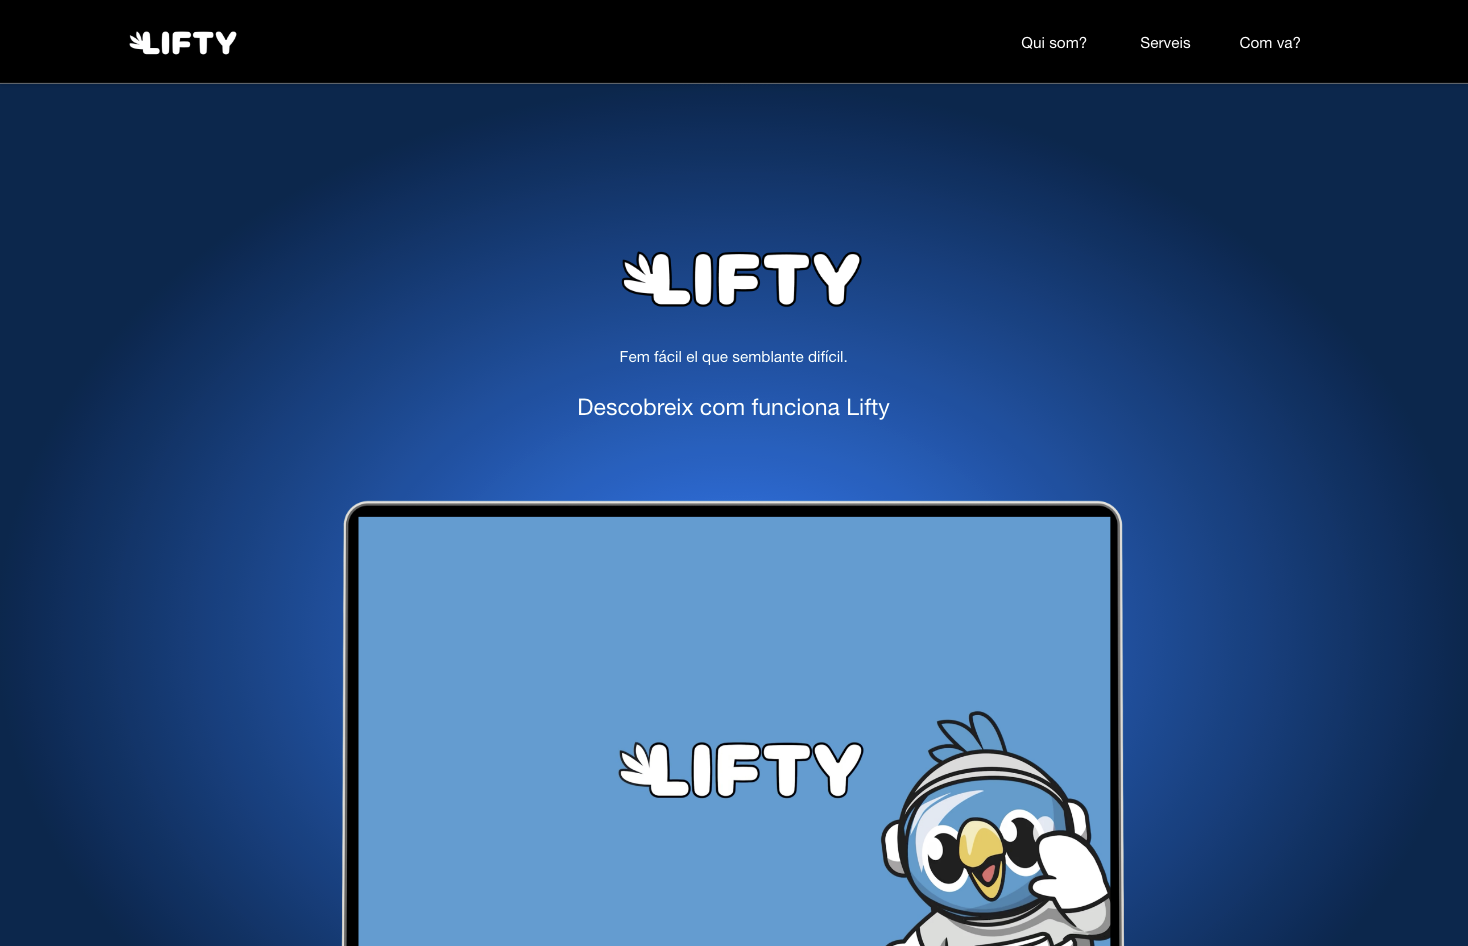 LIFTY
Qui som?
Serveis
Com va?
LIFTY
Fem fácil el que semblante difícil.
Descobreix com funciona Lifty
LIFTY